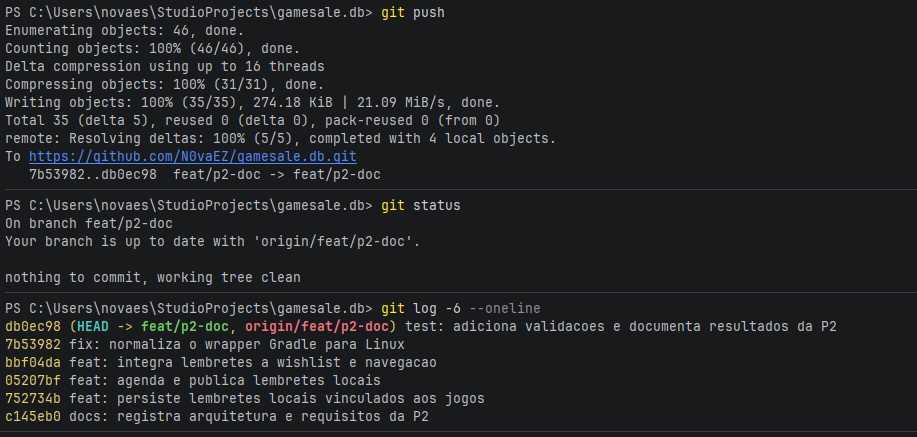 PS C:\Users\novaes\StudioProjects\gamesale.db> git push
Enumerating objects: 46, done.
Counting objects: 100% (46/46), done.
Delta compression using up to 16 threads
Compressing objects: 100% (31/31), done.
Writing objects: 100% (35/35), 274.18 KiB | 21.09 MiB/s, done.
Total 35 (delta 5), reused 0 (delta 0), pack-reused 0 (from 0)
remote: Resolving deltas: 100% (5/5), completed with 4 local objects.
To https://github.com/N0vaEZ/gamesale.db.git
   7b53982..db0ec98  feat/p2-doc -> feat/p2-doc
PS C:\Users\novaes\StudioProjects\gamesale.db> git status
On branch feat/p2-doc
Your branch is up to date with 'origin/feat/p2-doc'.
nothing to commit, working tree clean
PS C:\Users\novaes\StudioProjects\gamesale.db> git log -6 --oneline
db0ec98 (HEAD -> feat/p2-doc, origin/feat/p2-doc) test: adiciona validacoes e documenta resultados da P2
7b53982 fix: normaliza o wrapper Gradle para Linux
bbf04da feat: integra lembretes a wishlist e navegacao
05207bf feat: agenda e publica lembretes locais
752734b feat: persiste lembretes locais vinculados aos jogos
c145eb0 docs: registra arquitetura e requisitos da P2